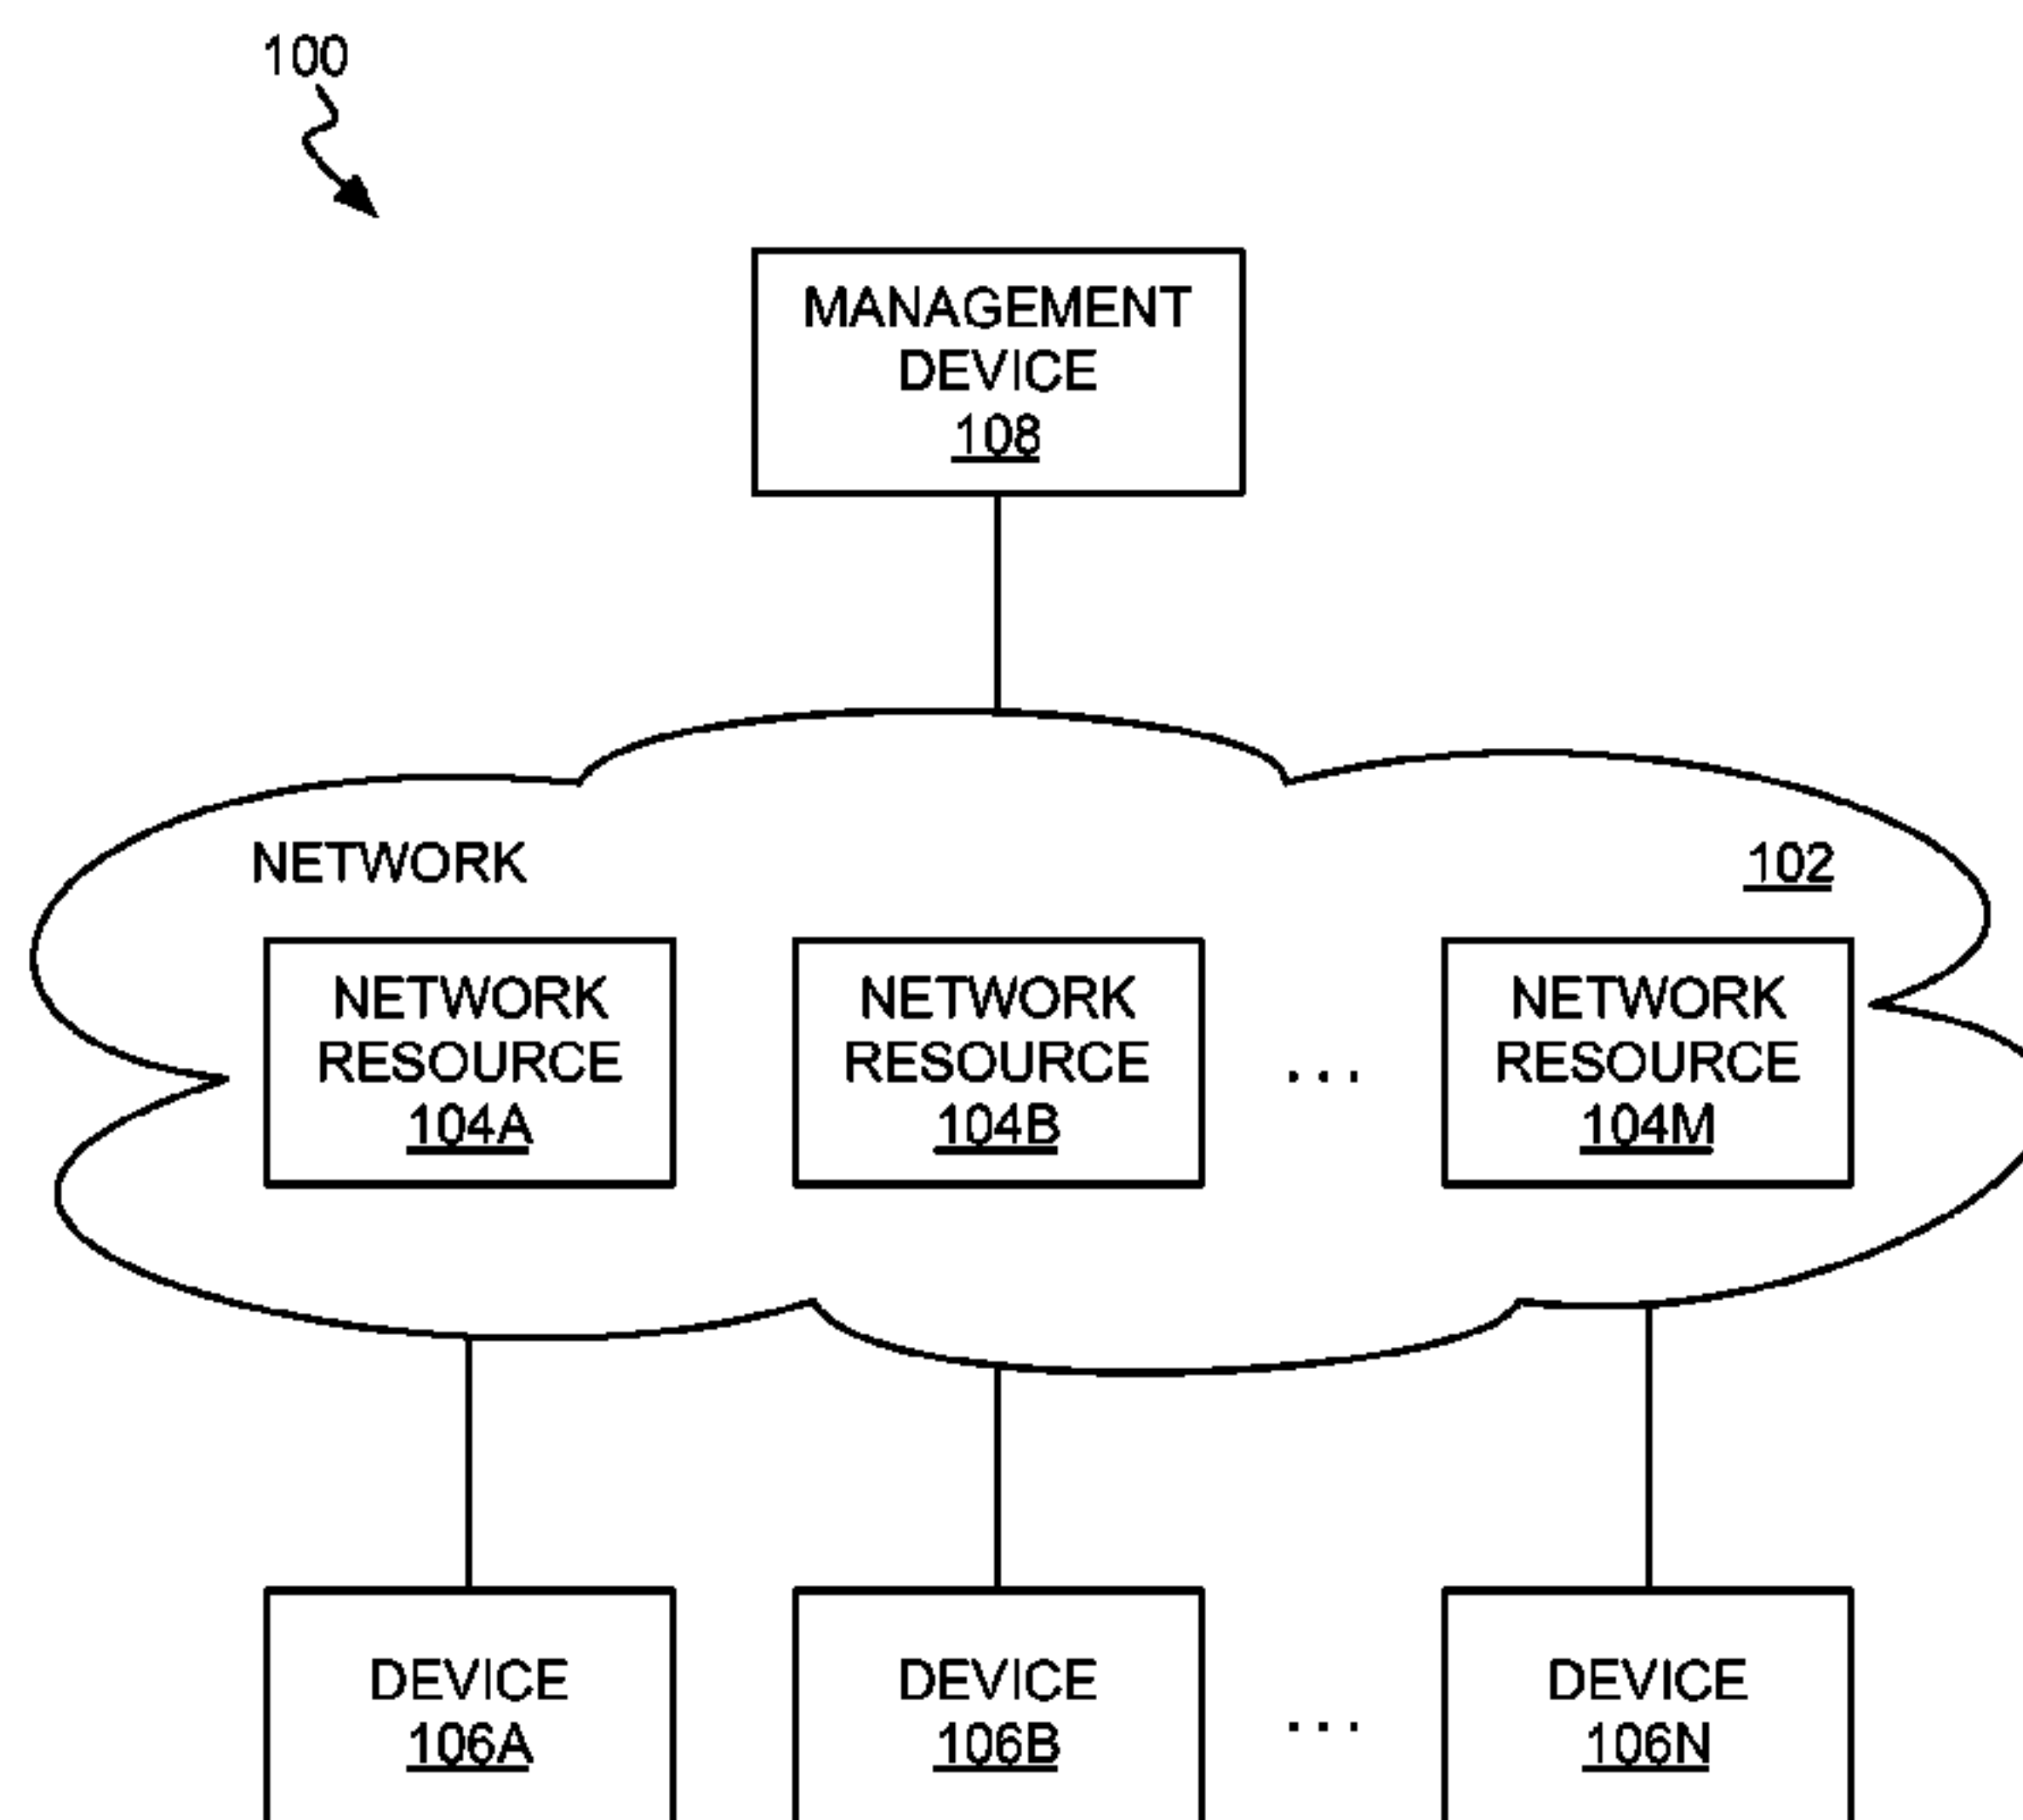 100
MANAGEMENT
DEVICE
108
NETWORK
102
NETWORK
RESOURCE
104A
NETWORK
RESOURCE
104B
...
NETWORK
RESOURCE
104M
DEVICE
106A
DEVICE
106B
...
DEVICE
106N